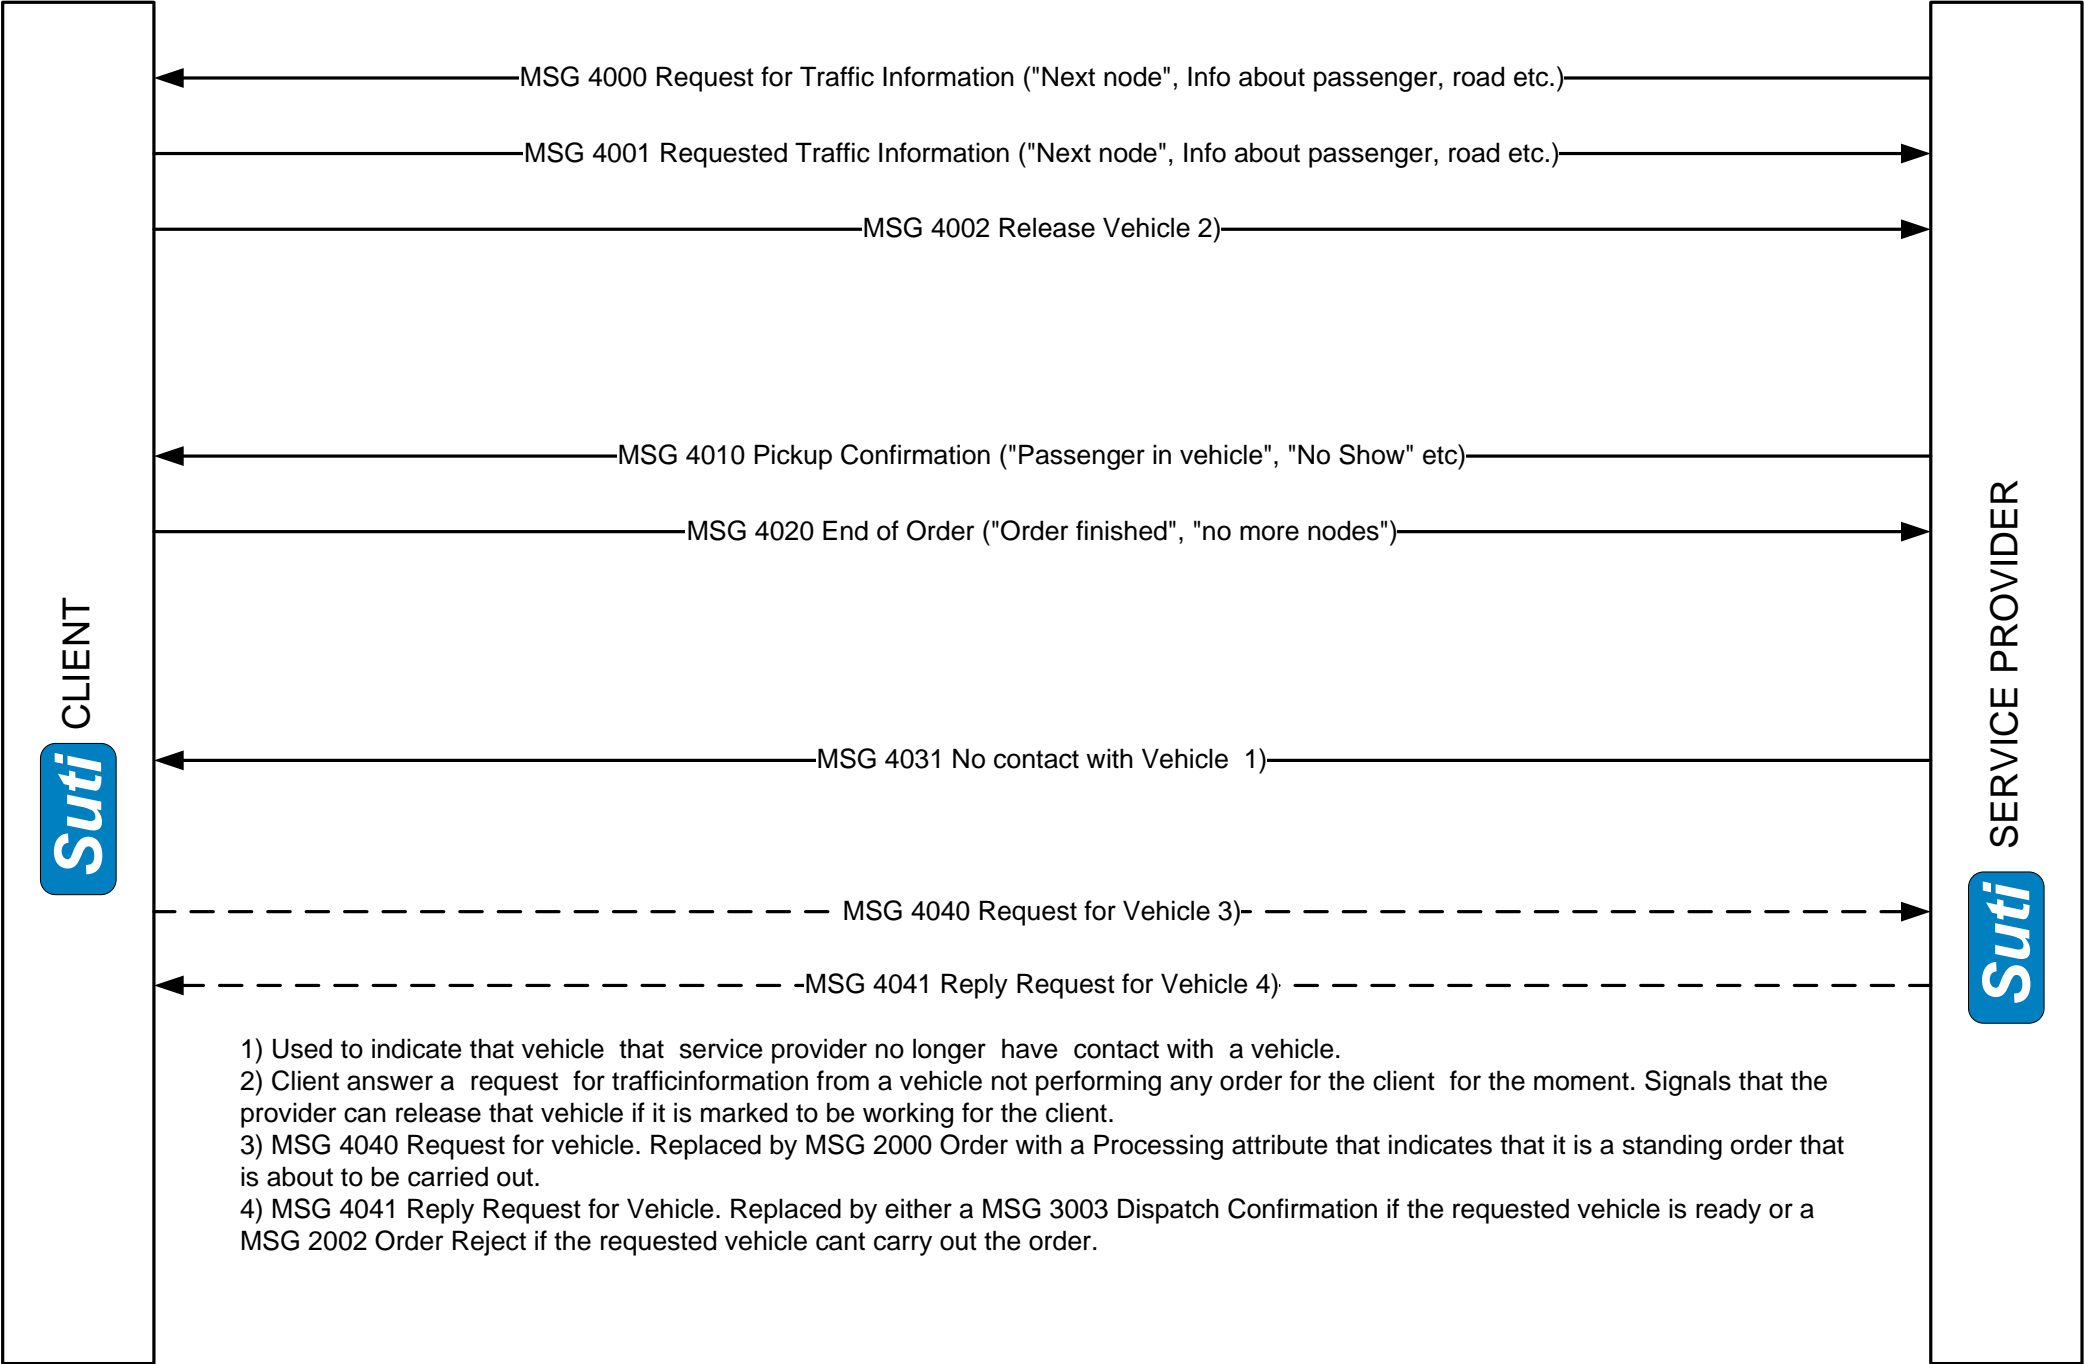 MSG 4000 Request for Traffic Information ("Next node", Info about passenger, road etc.)
MSG 4001 Requested Traffic Information ("Next node", Info about passenger, road etc.)
MSG 4002 Release Vehicle 2)
MSG 4010 Pickup Confirmation ("Passenger in vehicle", "No Show" etc)
MSG 4020 End of Order ("Order finished", "no more nodes")
Suti CLIENT
Suti SERVICE PROVIDER
MSG 4031 No contact with Vehicle 1)
MSG 4040 Request for Vehicle 3)
MSG 4041 Reply Request for Vehicle 4)
1) Used to indicate that vehicle that service provider no longer have contact with a vehicle.
2) Client answer a request for trafficinformation from a vehicle not performing any order for the client for the moment. Signals that the
provider can release that vehicle if it is marked to be working for the client.
3) MSG 4040 Request for vehicle. Replaced by MSG 2000 Order with a Processing attribute that indicates that it is a standing order that
is about to be carried out.
4) MSG 4041 Reply Request for Vehicle. Replaced by either a MSG 3003 Dispatch Confirmation if the requested vehicle is ready or a
MSG 2002 Order Reject if the requested vehicle cant carry out the order.